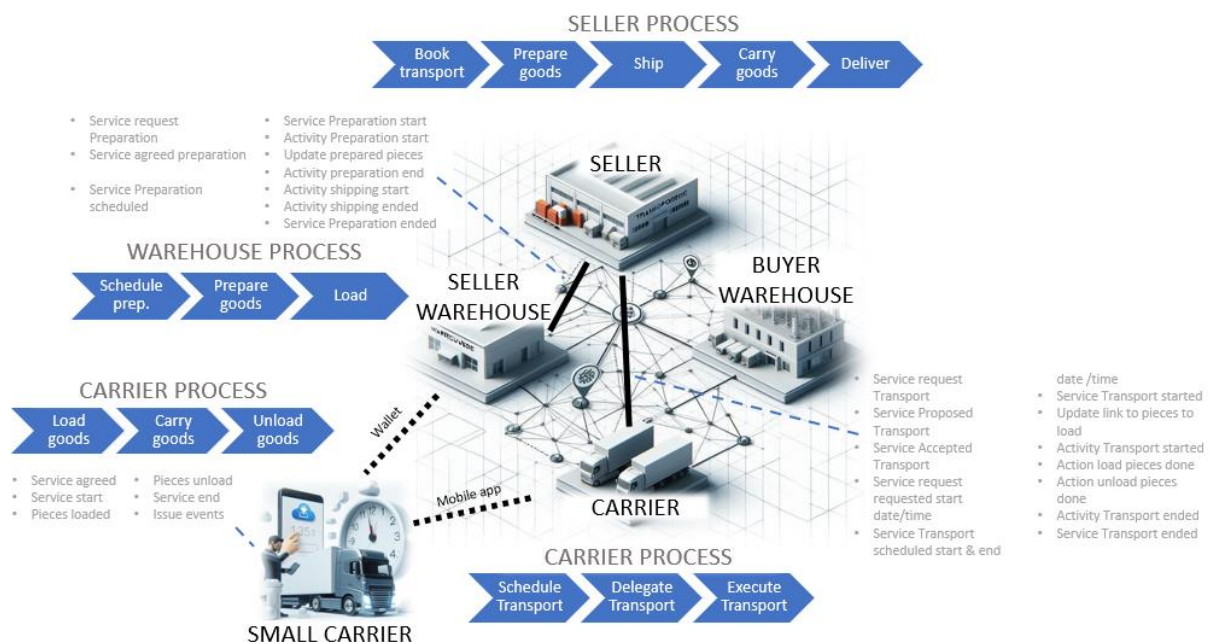 SELLER PROCESS
Book
transport
Prepare
goods
Ship
Carry
goods
Deliver
• Service request
Preparation
• Service agreed preparation
• Service Preparation
scheduled
• Service Preparation start
• Activity Preparation start
• Update prepared pieces
• Activity preparation end
• Activity shipping start
• Activity shipping ended
• Service Preparation ended
SELLER
WAREHOUSE PROCESS
Schedule
prep.
Prepare
goods
Load
SELLER
WAREHOUSE
BUYER
WAREHOUSE
CARRIER PROCESS
Load
goods
Carry
goods
Unload
goods
• Service agreed
• Service start
• Pieces loaded
• Pieces unload
• Service end
• Issue events
Wallet
Mobile app
CARRIER
SMALL CARRIER
• Service request
Transport
• Service Proposed
Transport
• Service Accepted
Transport
• Service request
requested start
date/time
• Service Transport
scheduled start & end
date /time
• Service Transport started
• Update link to pieces to
load
• Activity Transport started
• Action load pieces done
• Action unload pieces
done
• Activity Transport ended
• Service Transport ended
CARRIER PROCESS
Schedule
Transport
Delegate
Transport
Execute
Transport